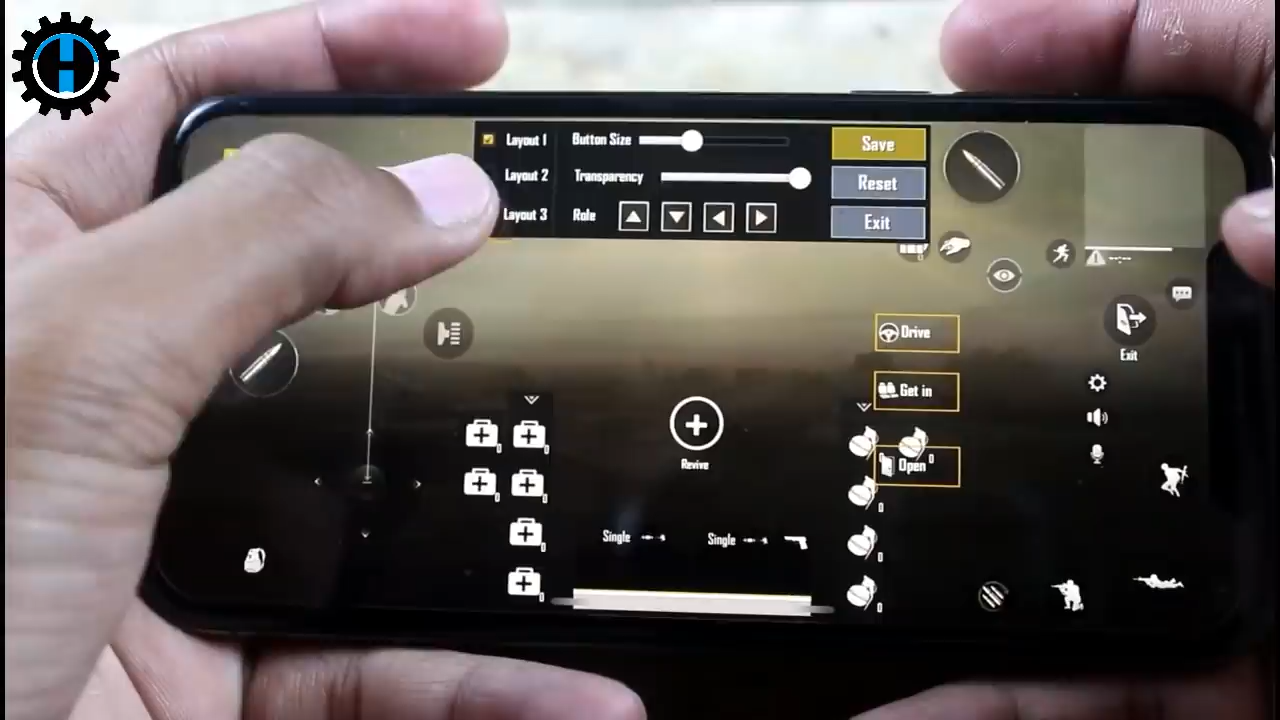 H
Layout 1 Button Size Save
Layout 2 Transparency Reset
Layout 3 Role Exit
Drive
Exit
Get in
Open
Revive
Single Single